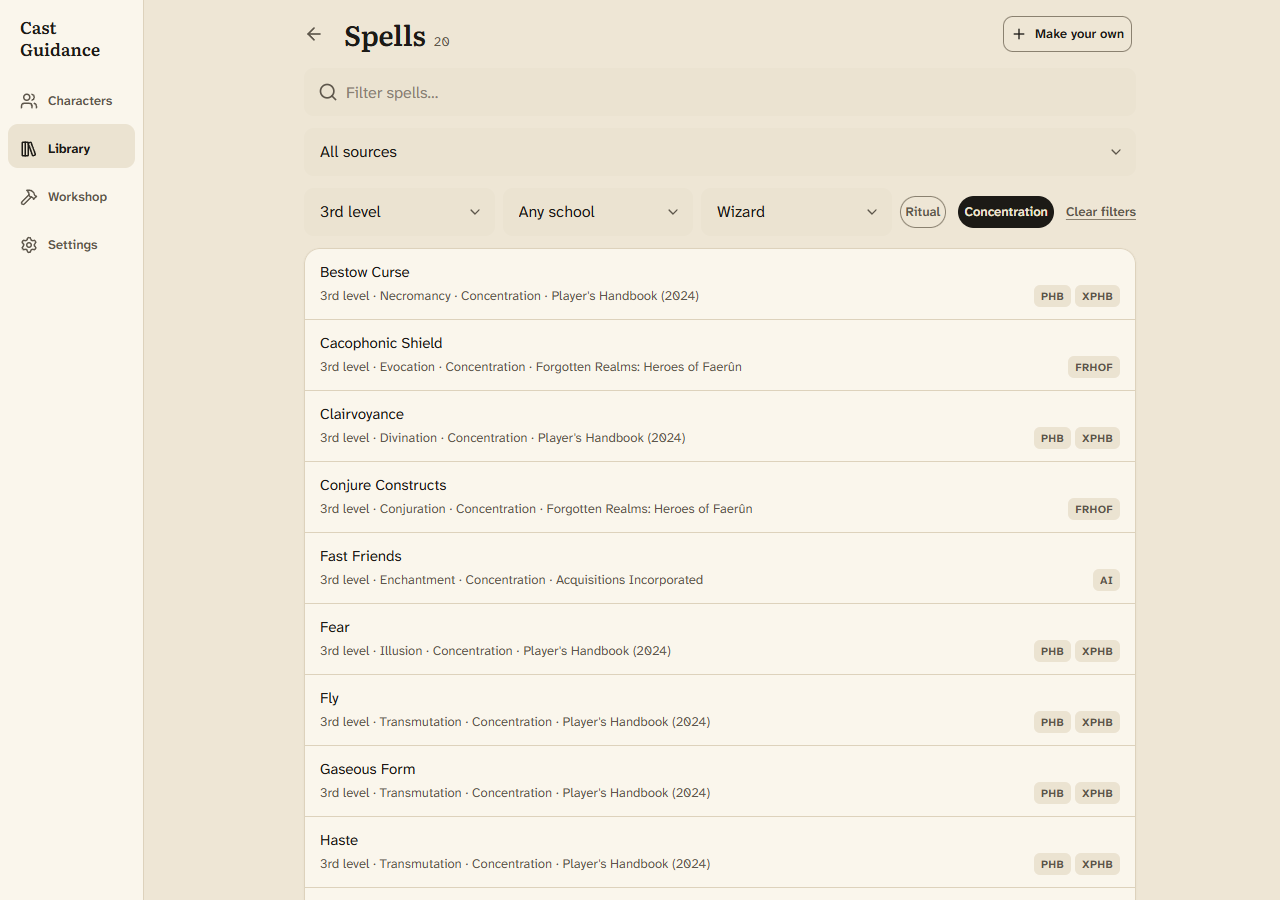 Cast
Guidance
Characters
Library
Workshop
Settings
Spells 20
Make your own
Filter spells...
All sources
3rd level
Any school
Wizard
Ritual
Concentration
Clear filters
Bestow Curse
3rd level · Necromancy · Concentration · Player's Handbook (2024)
PHB XPHB
Cacophonic Shield
3rd level · Evocation · Concentration · Forgotten Realms: Heroes of Faerûn
FRHOF
Clairvoyance
3rd level · Divination · Concentration · Player's Handbook (2024)
PHB XPHB
Conjure Constructs
3rd level · Conjuration · Concentration · Forgotten Realms: Heroes of Faerûn
FRHOF
Fast Friends
3rd level · Enchantment · Concentration · Acquisitions Incorporated
AI
Fear
3rd level · Illusion · Concentration · Player's Handbook (2024)
PHB XPHB
Fly
3rd level · Transmutation · Concentration · Player's Handbook (2024)
PHB XPHB
Gaseous Form
3rd level · Transmutation · Concentration · Player's Handbook (2024)
PHB XPHB
Haste
3rd level · Transmutation · Concentration · Player's Handbook (2024)
PHB XPHB